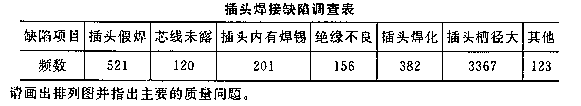 插头焊接缺陷调查表
缺陷项目 插头假焊 芯线未露 插头内有焊锡 绝缘不良 插头焊化 插头槽径大 其他
频数 521 120 201 156 382 3367 123
请画出排列图并指出主要的质量问题。